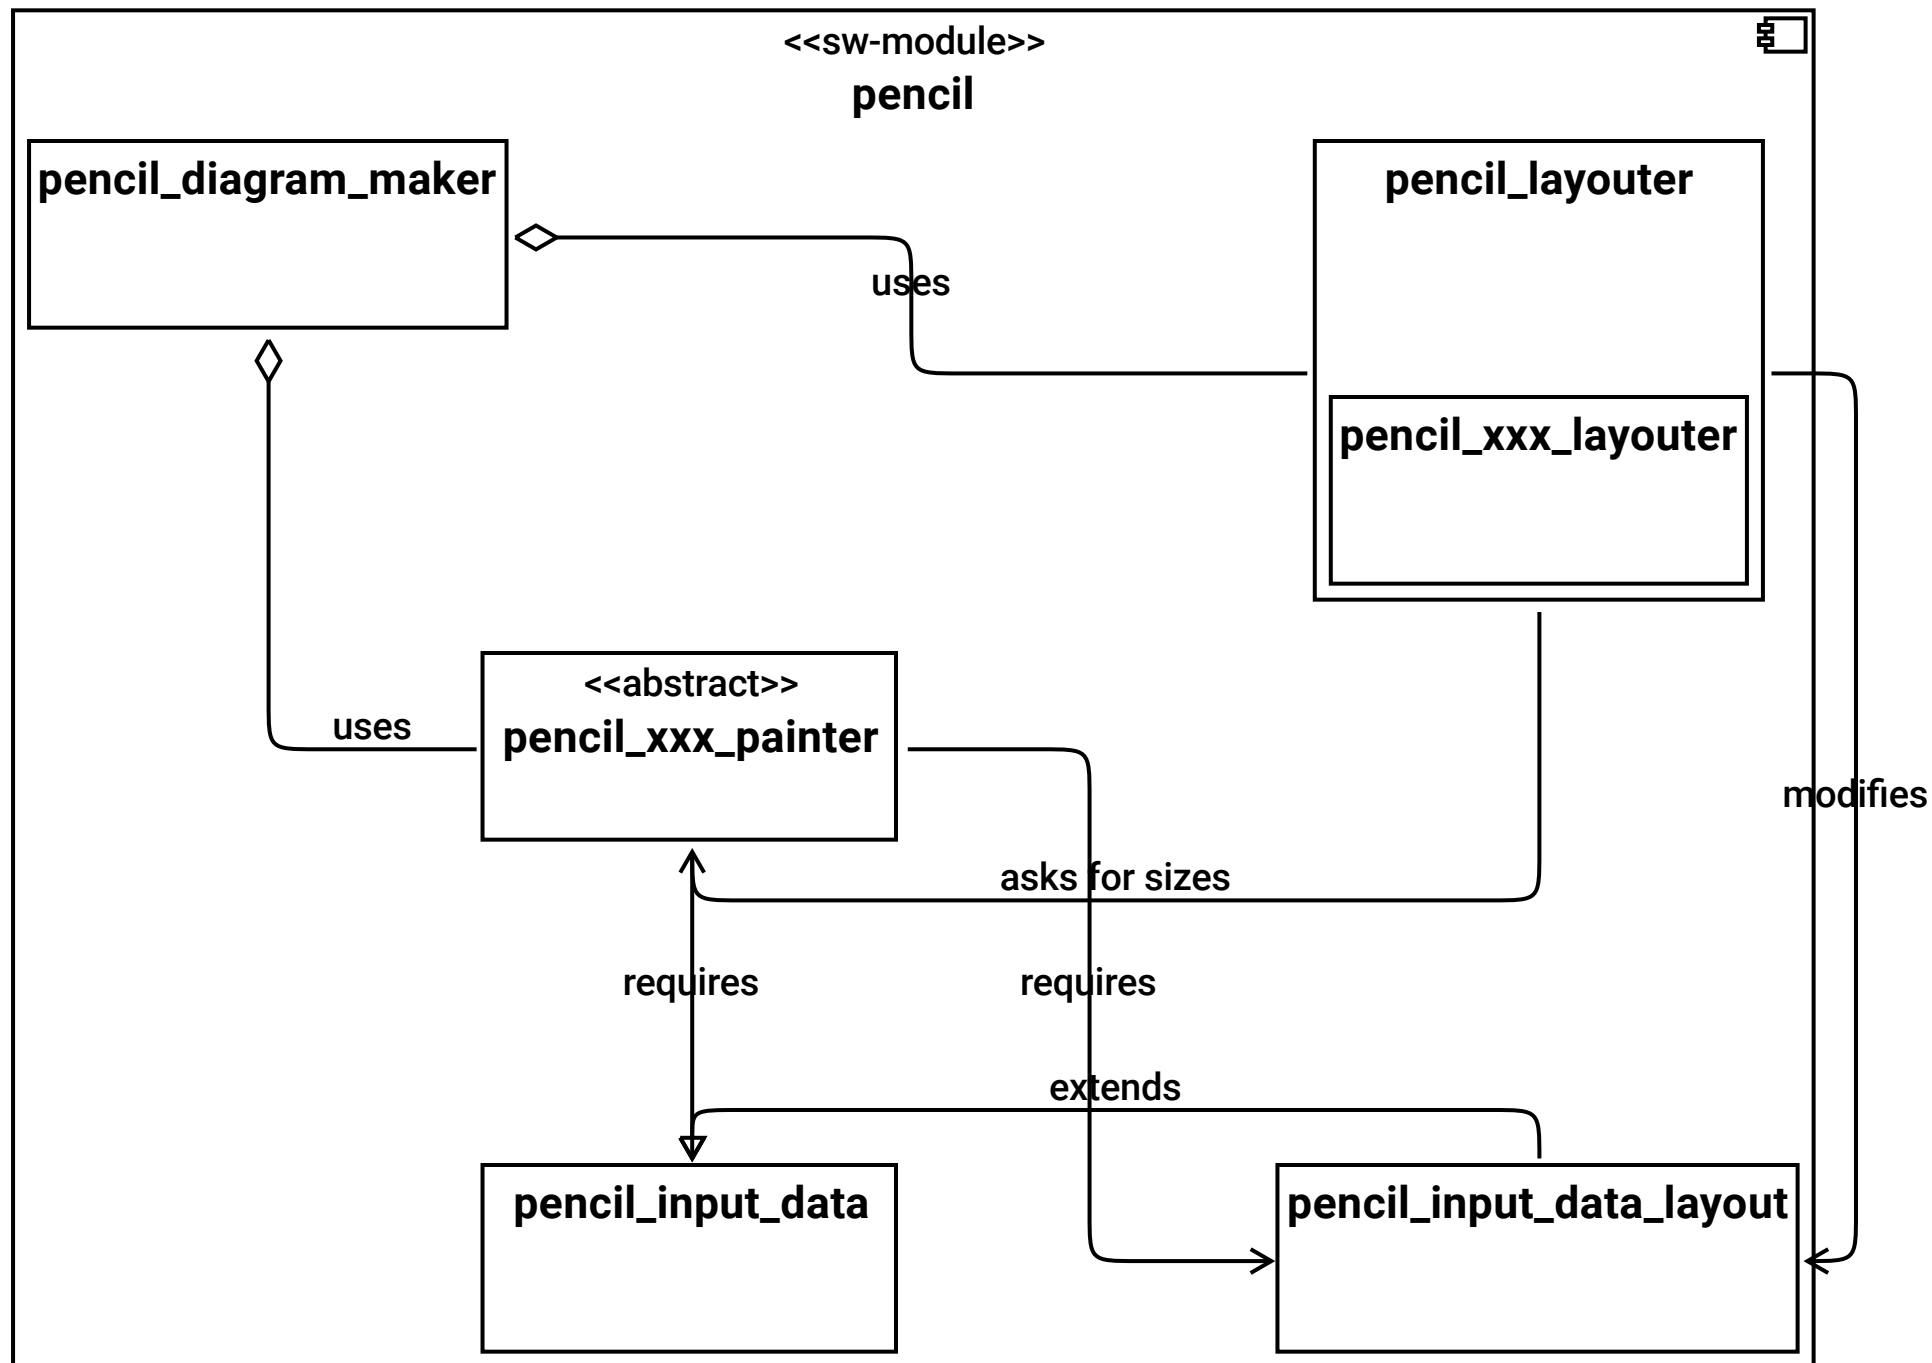 <<sw-module>>
pencil
pencil_diagram_maker
pencil_layouter
uses
pencil_xxx_layouter
<<abstract>>
pencil_xxx_painter
uses
modifies
asks for sizes
requires
requires
extends
pencil_input_data
pencil_input_data_layout